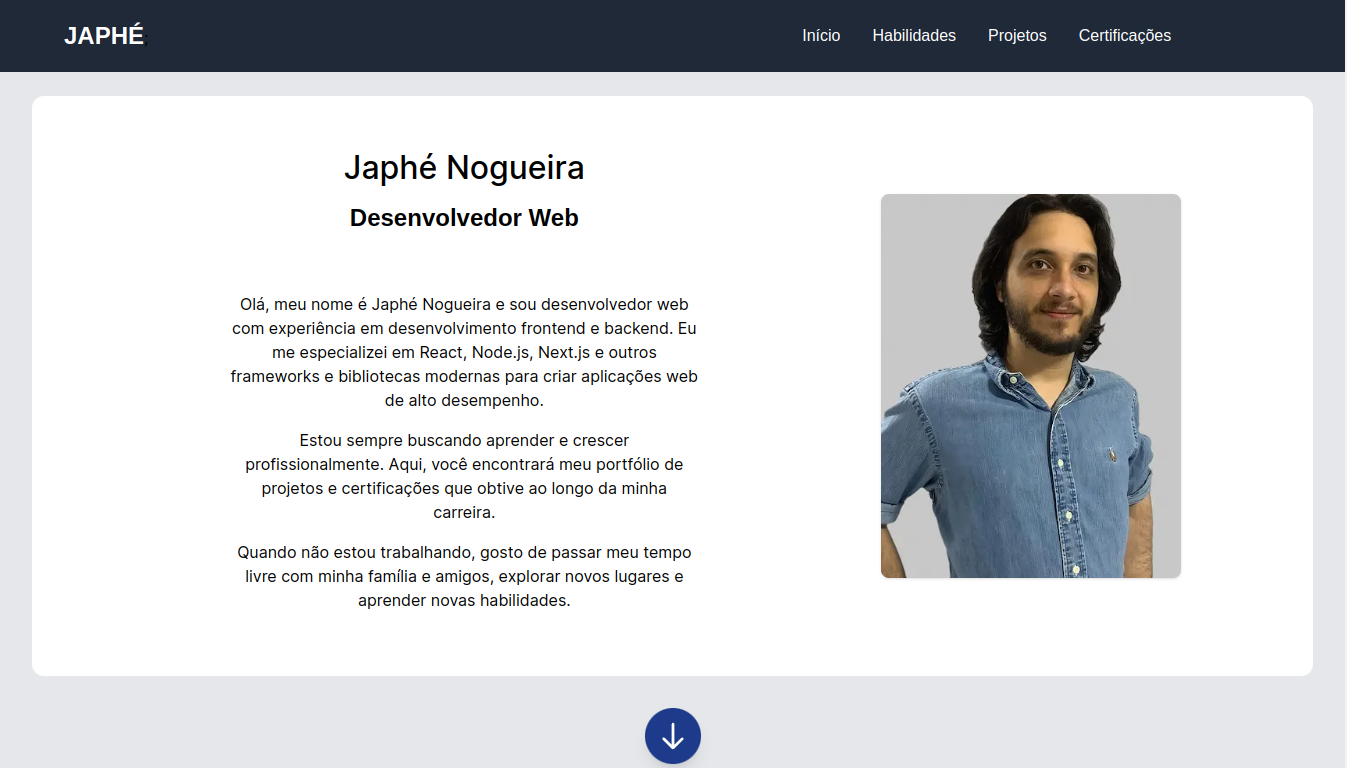 JAPHÉ
Início Habilidades Projetos Certificações
Japhé Nogueira
Desenvolvedor Web
Olá, meu nome é Japhé Nogueira e sou desenvolvedor web
com experiência em desenvolvimento frontend e backend. Eu
me especializei em React, Node.js, Next.js e outros
frameworks e bibliotecas modernas para criar aplicações web
de alto desempenho.
Estou sempre buscando aprender e crescer
profissionalmente. Aqui, você encontrará meu portfólio de
projetos e certificações que obtive ao longo da minha
carreira.
Quando não estou trabalhando, gosto de passar meu tempo
livre com minha família e amigos, explorar novos lugares e
aprender novas habilidades.